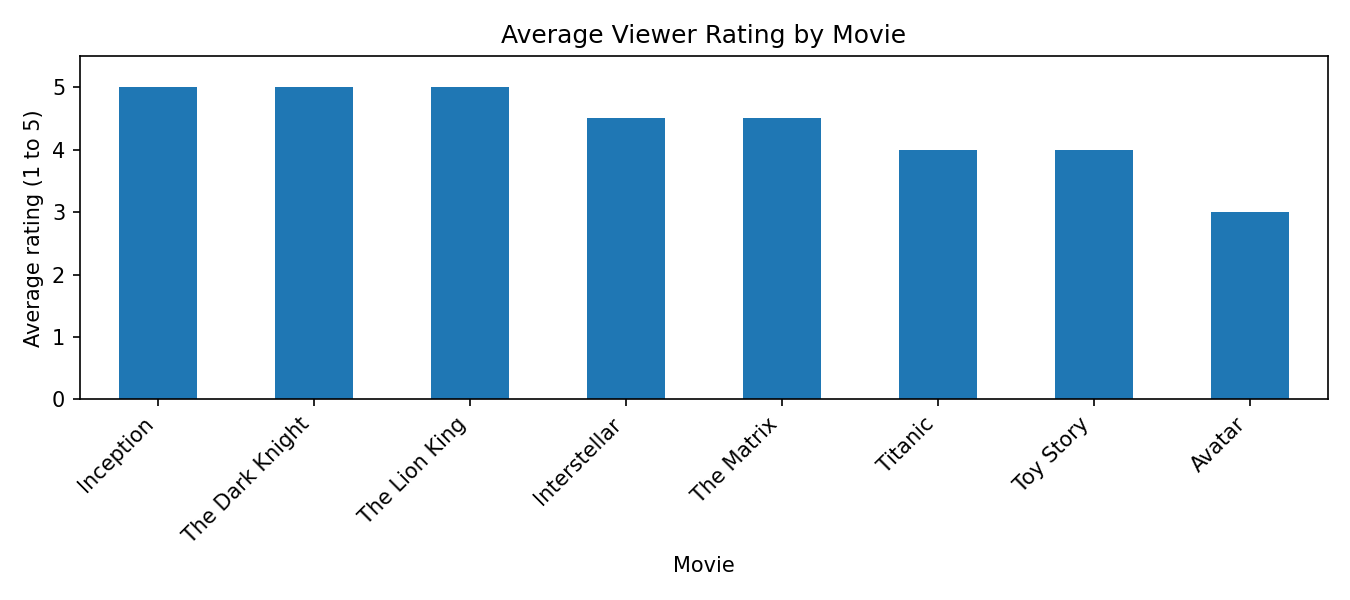 Average Viewer Rating by Movie
Average rating (1 to 5)
5
4
3
2
1
0
Inception
The Dark Knight
The Lion King
Interstellar
The Matrix
Titanic
Toy Story
Avatar
Movie